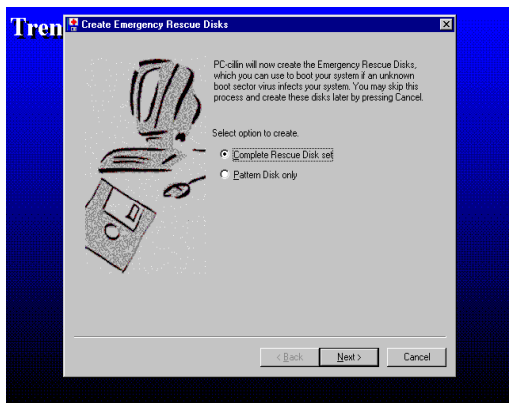 Tren
Create Emergency Rescue Disks
PC-cillin will now create the Emergency Rescue Disks,
which you can use to boot your system if an unknown
boot sector virus infects your system. You may skip this
process and create these disks later by pressing Cancel.
Select option to create.
Complete Rescue Disk set
Pattern Disk only
< Back
Next >
Cancel